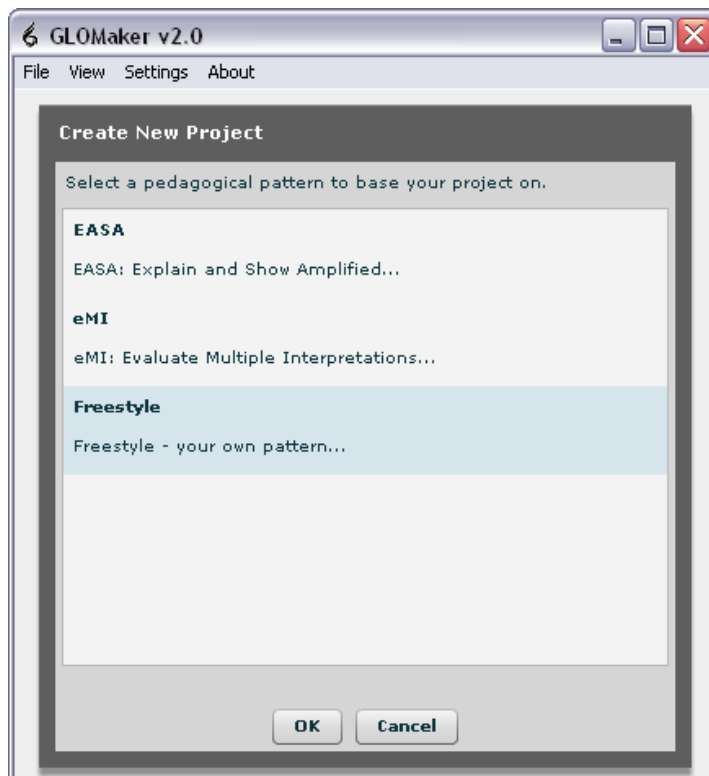 GLOMaker v2.0
File View Settings About
Create New Project
Select a pedagogical pattern to base your project on.
EASA
EASA: Explain and Show Amplified...
eMI
eMI: Evaluate Multiple Interpretations...
Freestyle
Freestyle - your own pattern...
OK Cancel